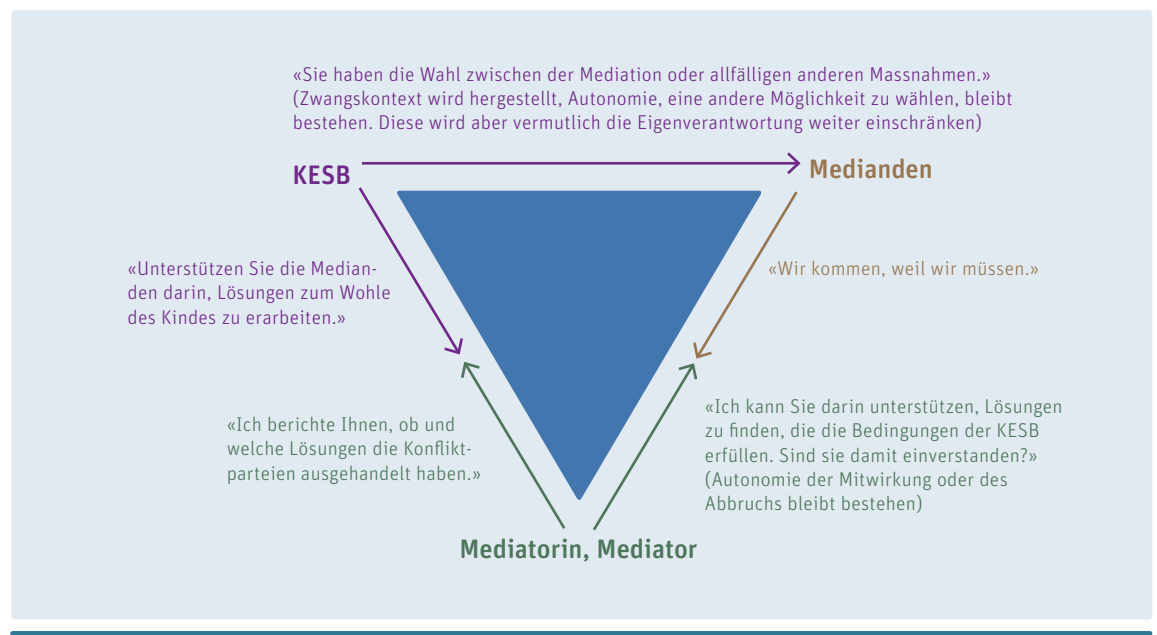 «Sie haben die Wahl zwischen der Mediation oder allfälligen anderen Massnahmen.»
(Zwangskontext wird hergestellt, Autonomie, eine andere Möglichkeit zu wählen, bleibt
bestehen. Diese wird aber vermutlich die Eigenverantwortung weiter einschränken)
KESB
Medianden
«Unterstützen Sie die Median-
den darin, Lösungen zum Wohle
des Kindes zu erarbeiten.»
«Wir kommen, weil wir müssen.»
«Ich berichte Ihnen, ob und
welche Lösungen die Konflikt-
parteien ausgehandelt haben.»
«Ich kann Sie darin unterstützen, Lösungen
zu finden, die die Bedingungen der KESB
erfüllen. Sind sie damit einverstanden?»
(Autonomie der Mitwirkung oder des
Abbruchs bleibt bestehen)
Mediatorin, Mediator